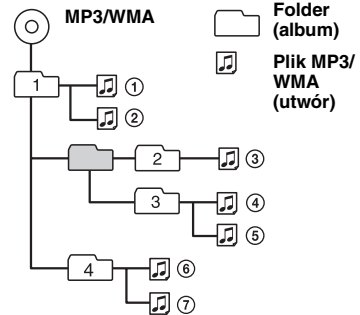 MP3/WMA
Folder
(album)
Plik MP3/
WMA
(utwór)
1
①
②
2
③
3
④
⑤
4
⑥
⑦